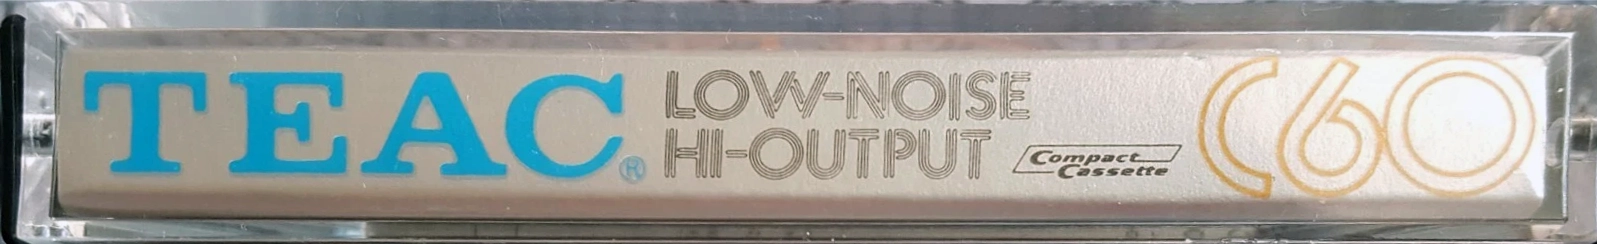 TEAC®
LOW-NOISE
HI-OUTPUT
Compact
Cassette
C60